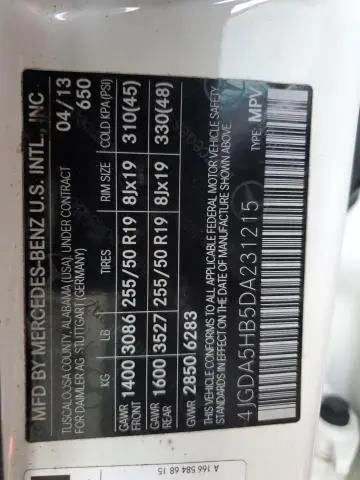 MFD BY MERCEDES-BENZ U.S. INTL., INC
TUSCALOOSA COUNTY, ALABAMA (USA), UNDER CONTRACT 04/13
FOR DAIMLER AG, STUTTGART (GERMANY) 650
KG LB TIRES RIM SIZE COLD KPA(PSI)
GAWR FRONT 1400 3086 255/50 R19 8Jx19 310(45)
GAWR REAR 1600 3527 255/50 R19 8Jx19 330(48)
GVWR 2850 6283
THIS VEHICLE CONFORMS TO ALL APPLICABLE FEDERAL MOTOR VEHICLE SAFETY
STANDARDS IN EFFECT ON THE DATE OF MANUFACTURE SHOWN ABOVE.
4JGDA5HB5DA231215 TYPE: MPV
A 166 584 68 15